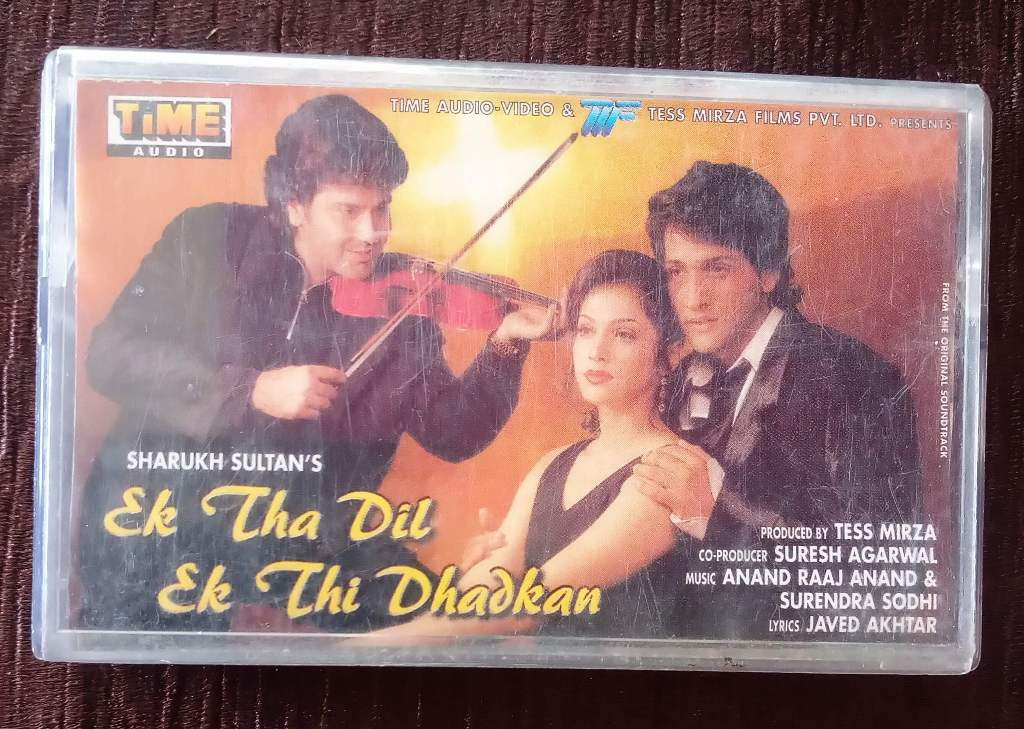 TiME
AUDIO
TIME AUDIO-VIDEO & TMF TESS MIRZA FILMS PVT. LTD. PRESENTS
FROM THE ORIGINAL SOUNDTRACK.
SHARUKH SULTAN'S
Ek Tha Dil
Ek Thi Dhadkan
PRODUCED BY TESS MIRZA
CO-PRODUCER SURESH AGARWAL
MUSIC ANAND RAAJ ANAND &
SURENDRA SODHI
LYRICS JAVED AKHTAR